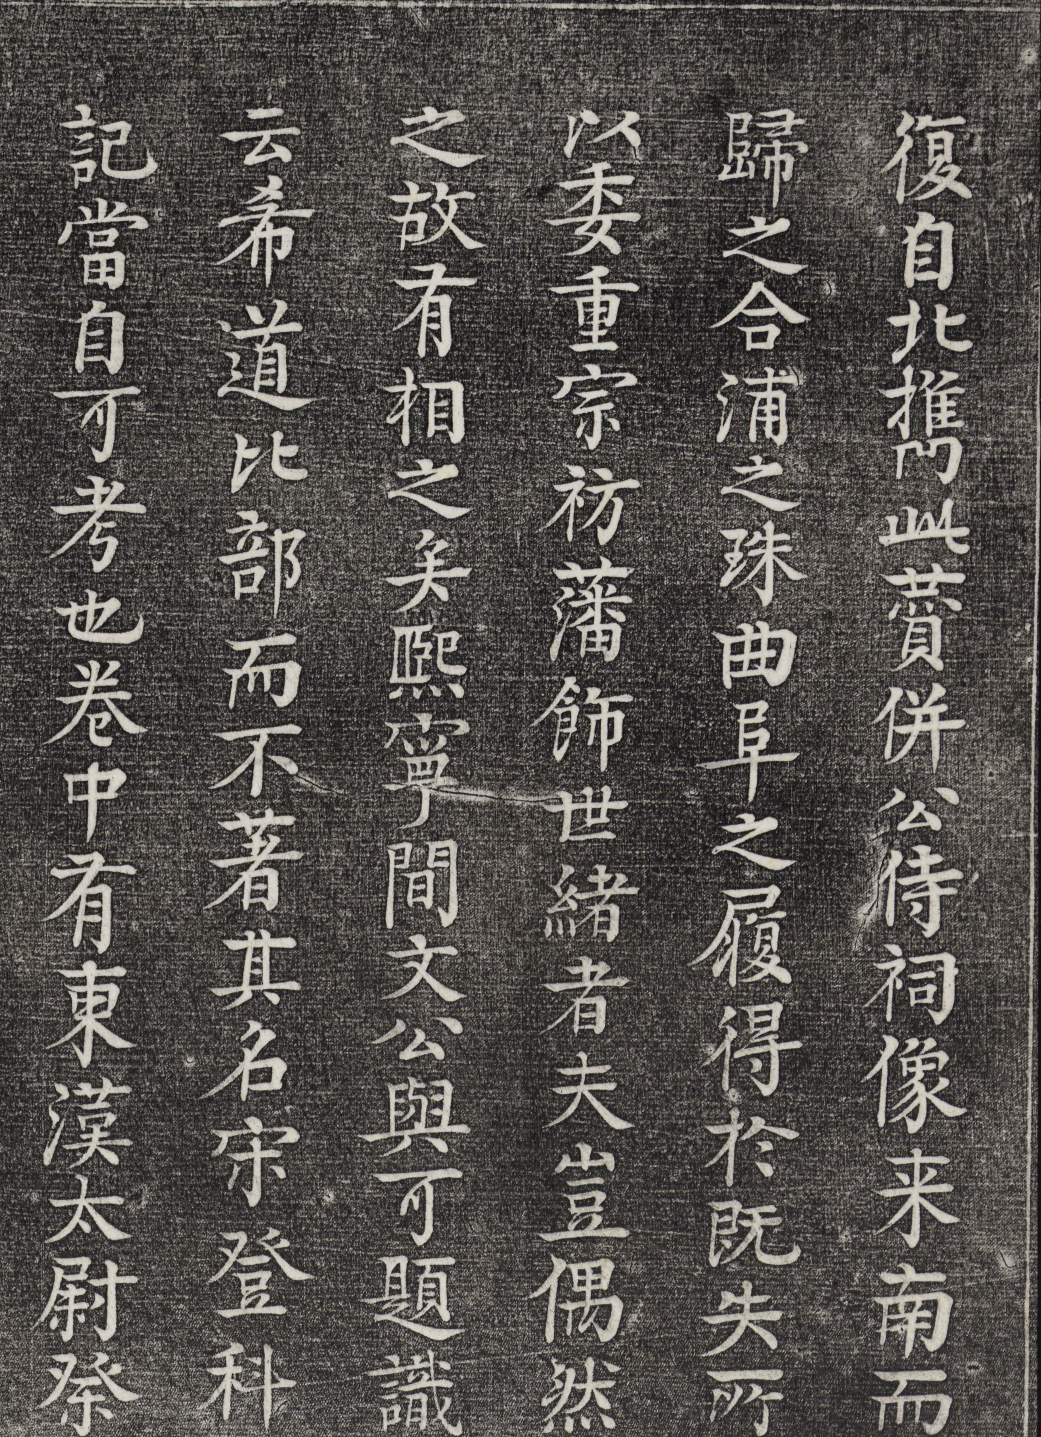 復自北攜此賷併公侍祠像来南而
歸之合浦之珠曲阜之履得於既失所
以委重宗祊藩飾世緒者夫豈偶然
之故有相之矣熙寧間文公與可題識
云希道比部而不著其名宋登科
記當自可考也卷中有東漢太尉祭